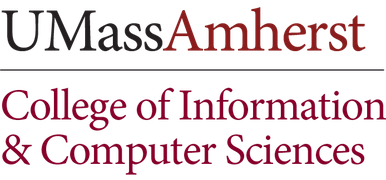 UMassAmherst
College of Information
& Computer Sciences